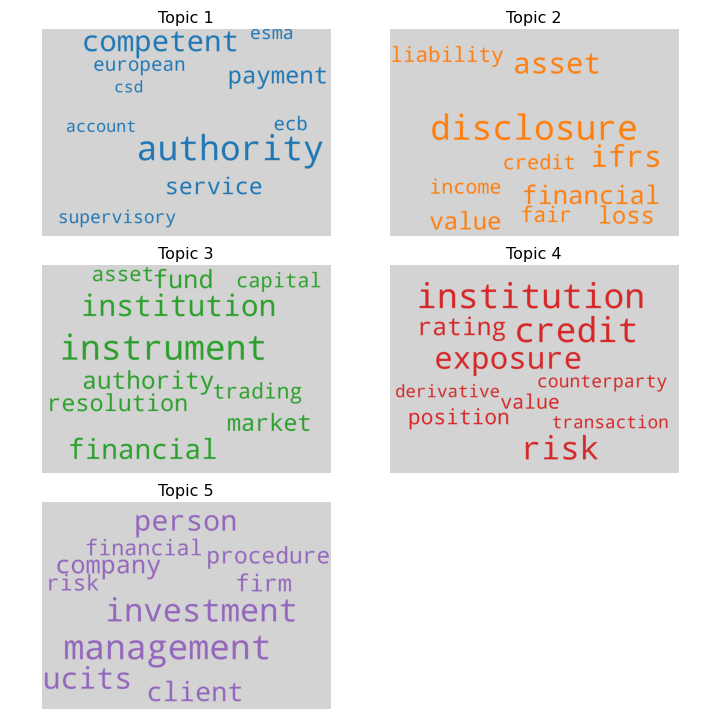 Topic 1
competent esma
european
payment
csd
account ecb
authority
service
supervisory
Topic 2
liability asset
disclosure
credit ifrs
income financial
value fair loss
Topic 3
asset fund capital
institution
instrument
authority trading
resolution
market
financial
Topic 4
institution
rating credit
exposure
derivative counterparty
value
position transaction
risk
Topic 5
person
financial procedure
company
risk firm
investment
management
ucits client